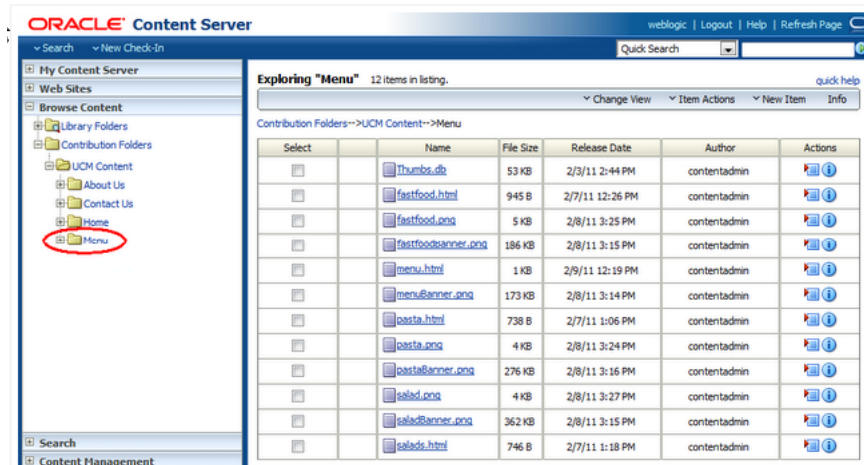 ORACLE Content Server
weblogic | Logout | Help | Refresh Page
Search New Check-In Quick Search
My Content Server
Web Sites
Browse Content
Library Folders
Contribution Folders
UCM Content
About Us
Contact Us
Home
Menu
Search
Content Management
Exploring "Menu" 12 items in listing. quick help
Change View Item Actions New Item Info
Contribution Folders-->UCM Content-->Menu
Select Name File Size Release Date Author Actions
Thumbs.db 53 KB 2/3/11 2:44 PM contentadmin
fastfood.html 945 B 2/7/11 12:26 PM contentadmin
fastfood.png 5 KB 2/8/11 3:25 PM contentadmin
fastfoodBanner.png 186 KB 2/8/11 3:15 PM contentadmin
menu.html 1 KB 2/9/11 12:19 PM contentadmin
menuBanner.png 173 KB 2/8/11 3:14 PM contentadmin
pasta.html 738 B 2/7/11 1:06 PM contentadmin
pasta.png 4 KB 2/8/11 3:24 PM contentadmin
pastaBanner.png 276 KB 2/8/11 3:16 PM contentadmin
salad.png 4 KB 2/8/11 3:27 PM contentadmin
saladBanner.png 362 KB 2/8/11 3:15 PM contentadmin
salads.html 746 B 2/7/11 1:18 PM contentadmin